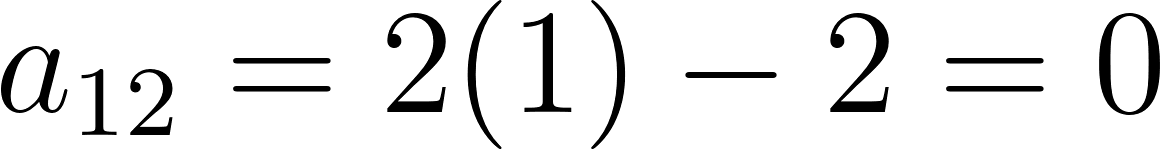 a₁₂ = 2(1) − 2 = 0